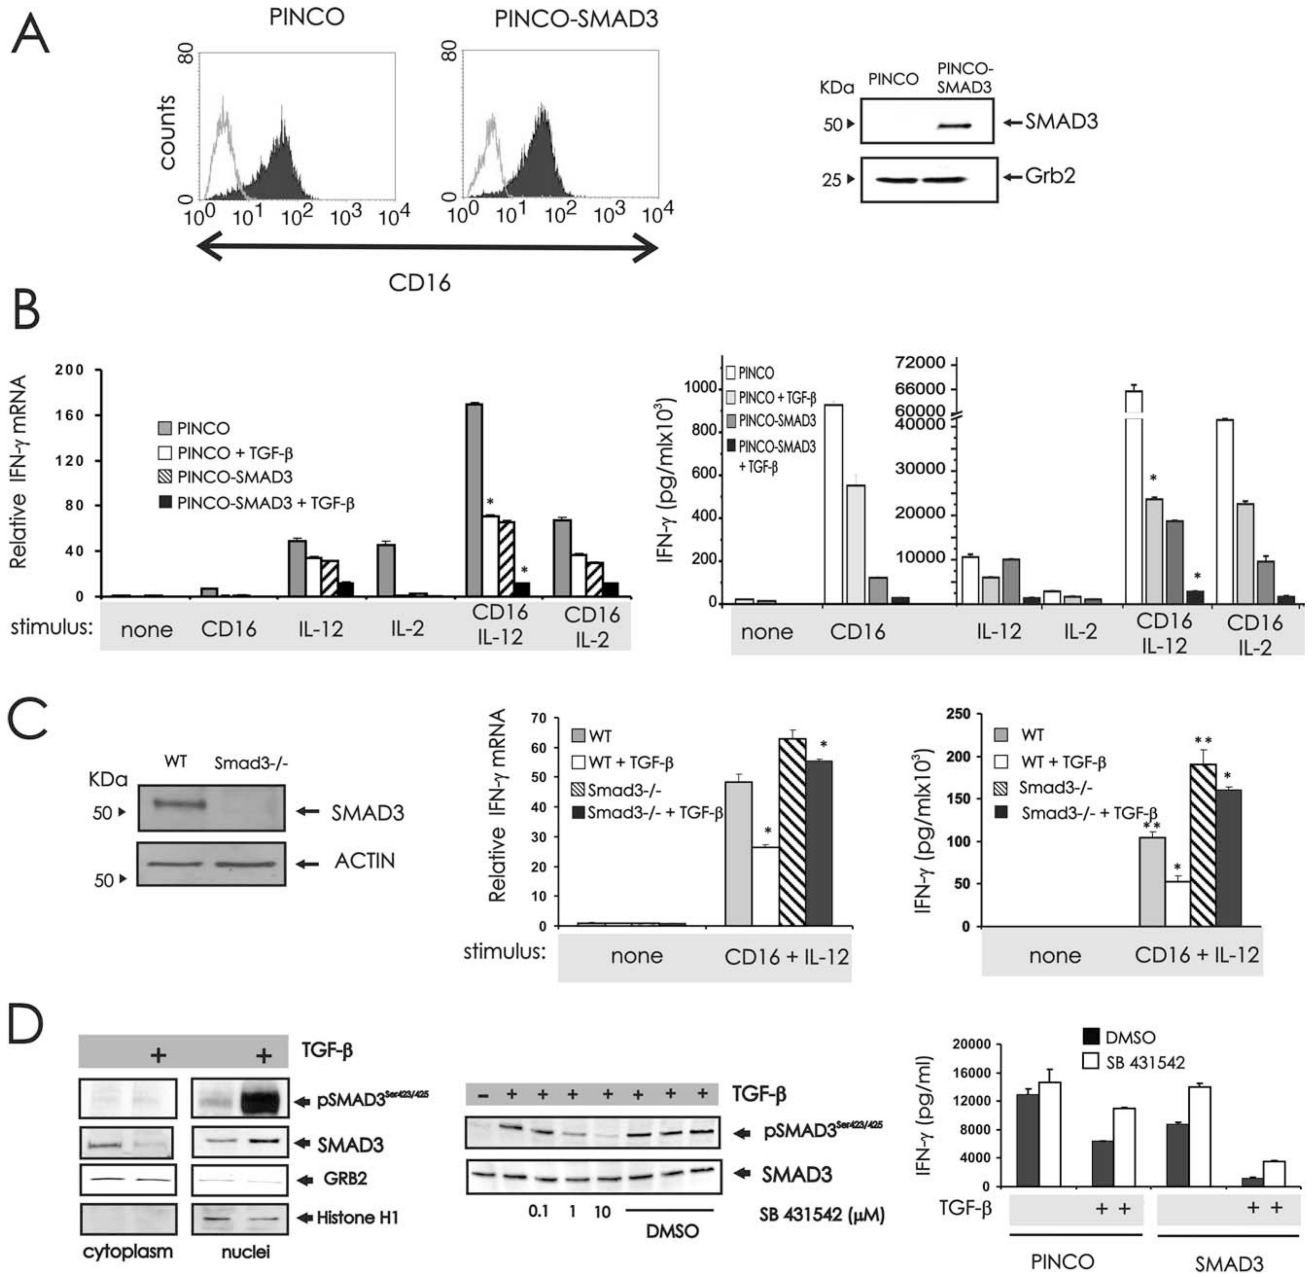 A
PINCO
PINCO-SMAD3
80
counts
0
10^0 10^1 10^2 10^3 10^4
80
0
10^0 10^1 10^2 10^3 10^4
CD16
KDa PINCO PINCO-
SMAD3
50
SMAD3
25
Grb2
B
Relative IFN-γ mRNA
200
160
120
80
40
0
PINCO
PINCO + TGF-β
PINCO-SMAD3
PINCO-SMAD3 + TGF-β
*
*
stimulus: none CD16 IL-12 IL-2 CD16
IL-12
CD16
IL-2
IFN-γ (pg/mlx10^3)
1000
800
600
400
200
0
PINCO
PINCO + TGF-β
PINCO-SMAD3
PINCO-SMAD3
+ TGF-β
72000
66000
60000
40000
30000
20000
10000
*
*
none CD16 IL-12 IL-2 CD16
IL-12
CD16
IL-2
C
WT Smad3-/-
KDa
50
SMAD3
50
ACTIN
Relative IFN-γ mRNA
70
60
50
40
30
20
10
0
WT
WT + TGF-β
Smad3-/-
Smad3-/- + TGF-β
*
*
stimulus: none CD16 + IL-12
IFN-γ (pg/mlx10^3)
250
200
150
100
50
0
WT
WT + TGF-β
Smad3-/-
Smad3-/- + TGF-β
**
*
**
*
none CD16 + IL-12
D
+ + TGF-β
pSMAD3^Ser423/425
SMAD3
GRB2
Histone H1
cytoplasm nuclei
– + + + + + + + TGF-β
pSMAD3^Ser423/425
SMAD3
0.1 1 10 SB 431542 (µM)
DMSO
IFN-γ (pg/ml)
20000
16000
12000
8000
4000
0
DMSO
SB 431542
TGF-β + + + +
PINCO SMAD3